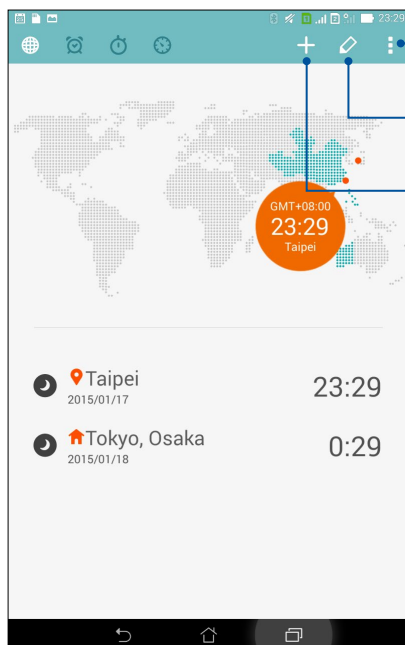 23:29
GMT+08:00
23:29
Taipei
Taipei
2015/01/17
23:29
Tokyo, Osaka
2015/01/18
0:29